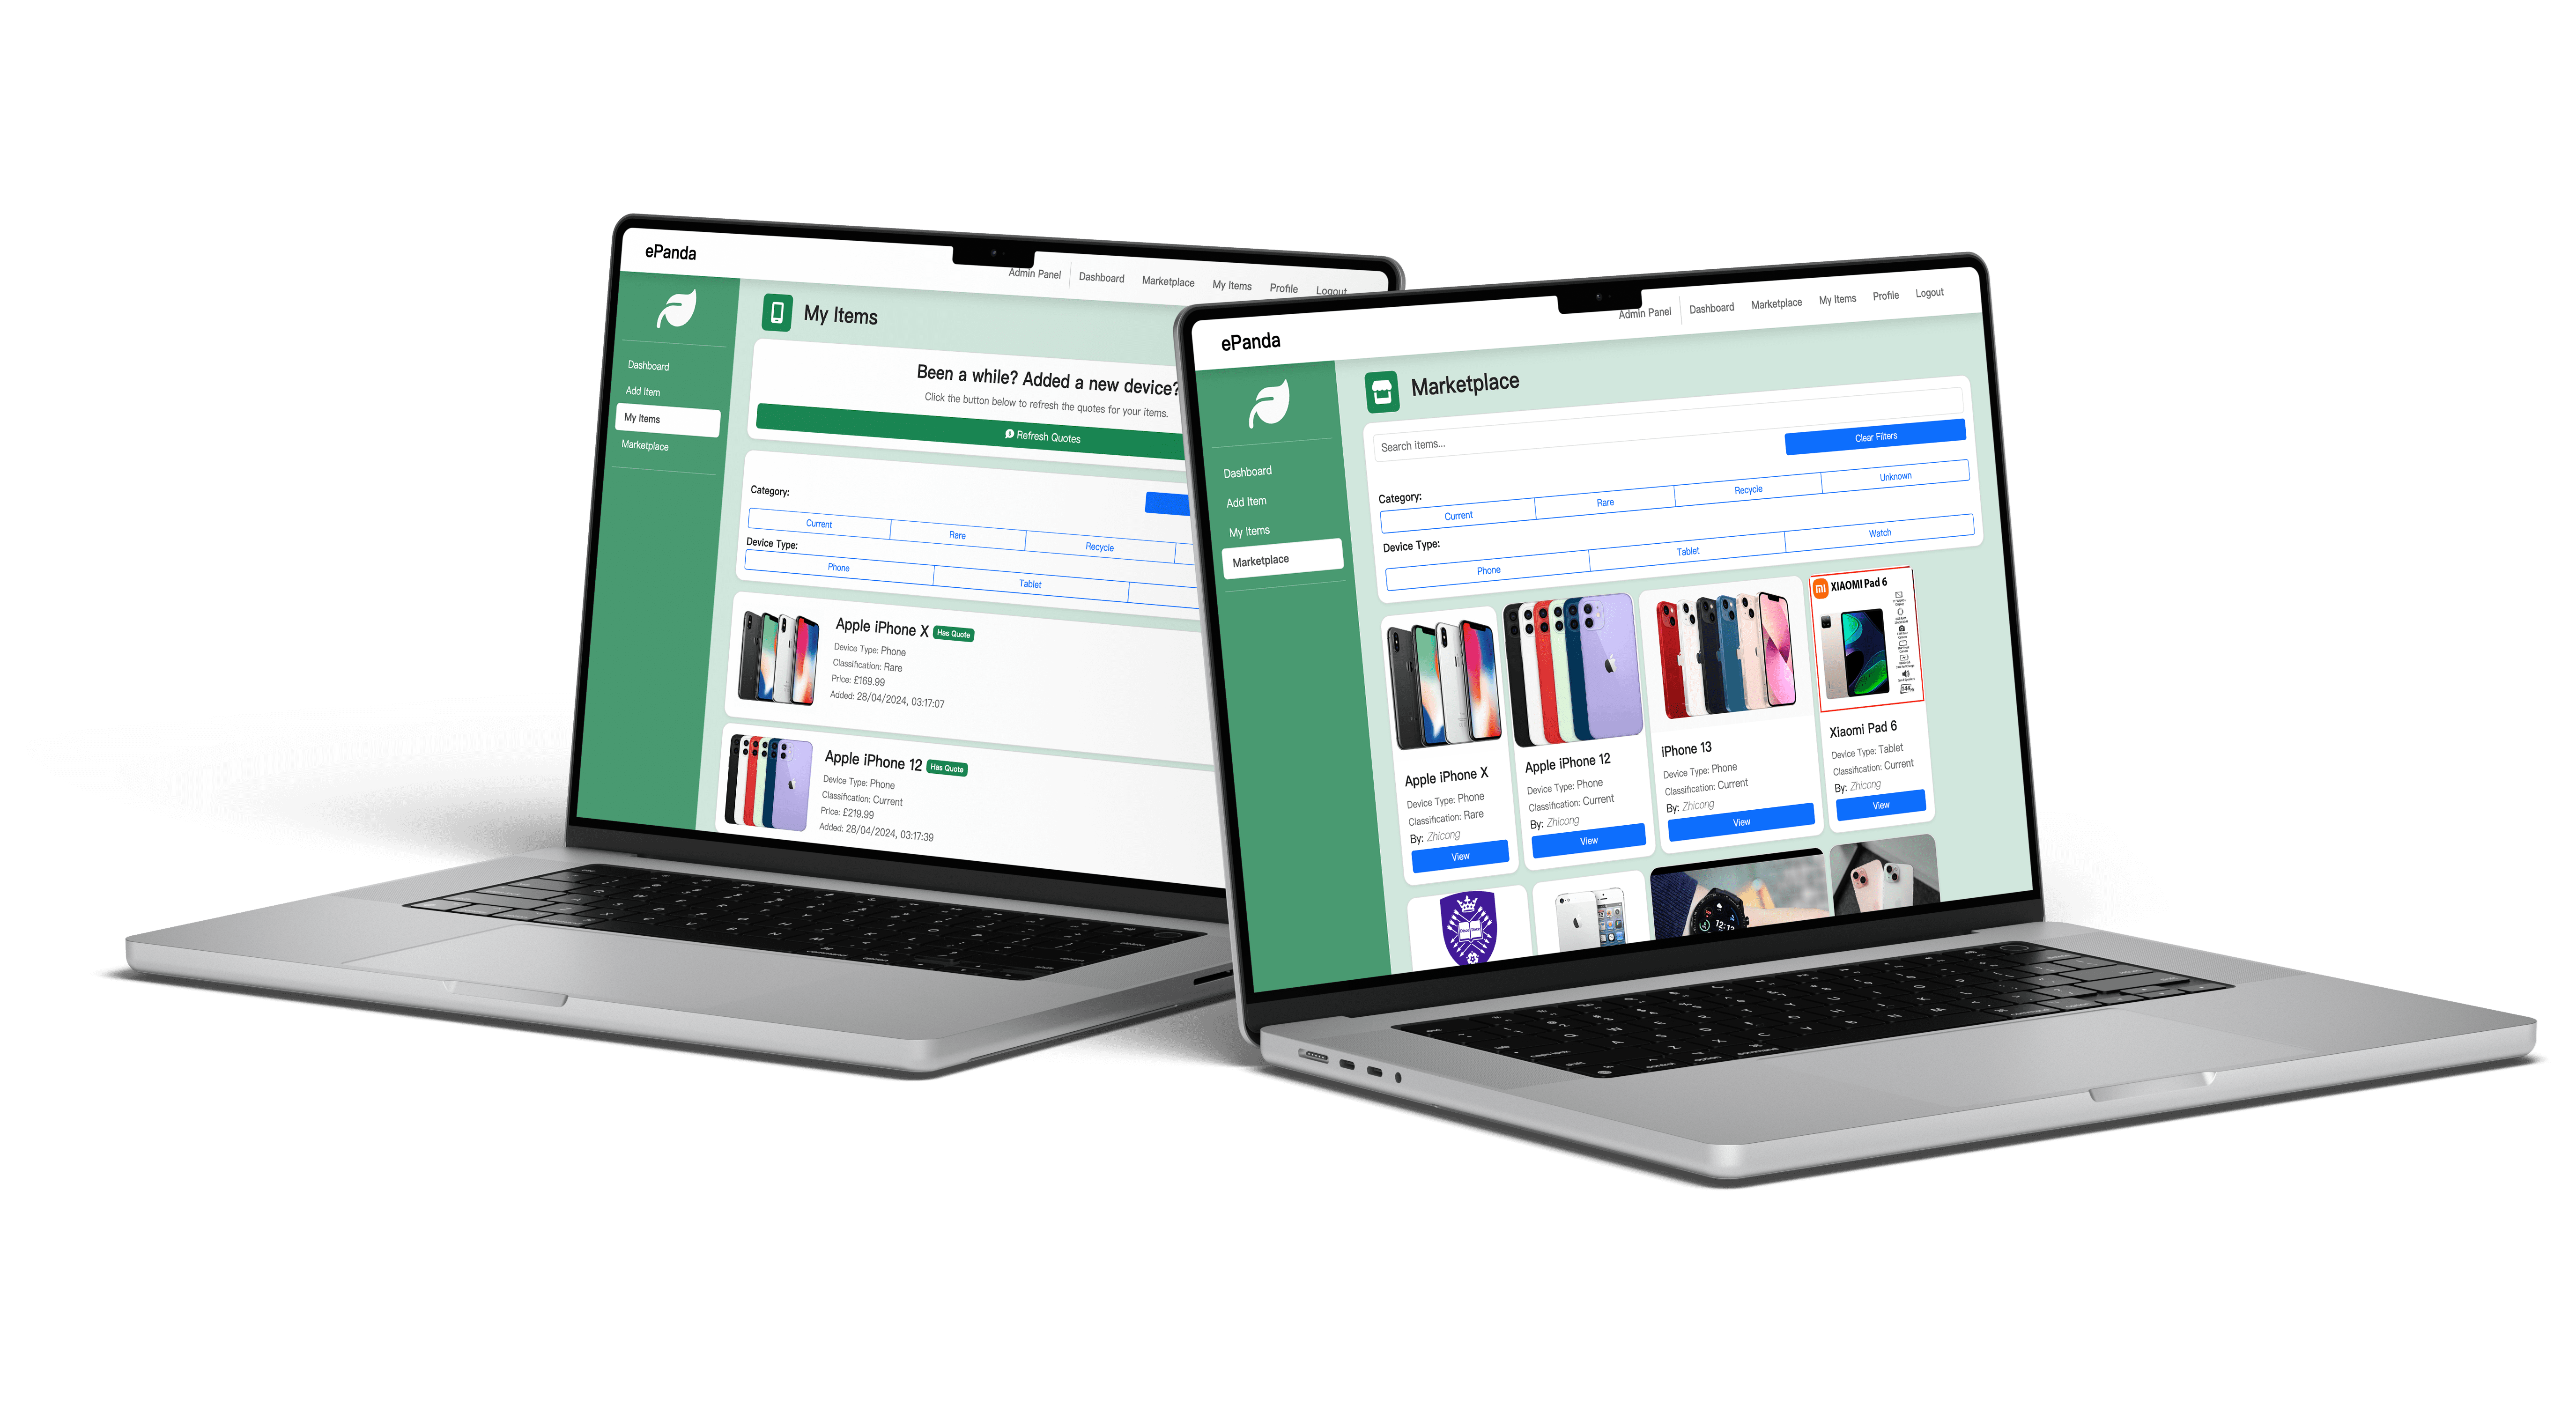 ePanda
Admin Panel Dashboard Marketplace My Items Profile Logout
Dashboard
Add Item
My Items
Marketplace
My Items
Been a while? Added a new device?
Click the button below to refresh the quotes for your items.
Refresh Quotes
Category:
Current Rare Recycle
Device Type:
Phone Tablet
Apple iPhone X Has Quote
Device Type: Phone
Classification: Rare
Price: £169.99
Added: 28/04/2024, 03:17:07
Apple iPhone 12 Has Quote
Device Type: Phone
Classification: Current
Price: £219.99
Added: 28/04/2024, 03:17:39
ePanda
Admin Panel Dashboard Marketplace My Items Profile Logout
Dashboard
Add Item
My Items
Marketplace
Marketplace
Search items...
Clear Filters
Category:
Current Rare Recycle Unknown
Device Type:
Phone Tablet Watch
Apple iPhone X
Device Type: Phone
Classification: Rare
By: Zhicong
View
Apple iPhone 12
Device Type: Phone
Classification: Current
By: Zhicong
View
iPhone 13
Device Type: Phone
Classification: Current
By: Zhicong
View
mi XIAOMI Pad 6
Xiaomi Pad 6
Device Type: Tablet
Classification: Current
By: Zhicong
View